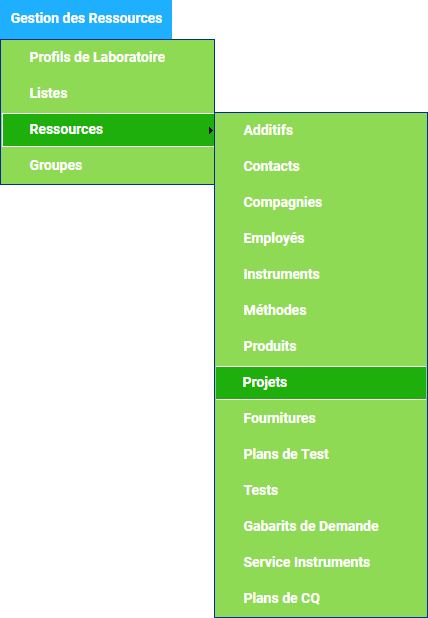 Gestion des Ressources
Profils de Laboratoire
Listes
Ressources
Groupes
Additifs
Contacts
Compagnies
Employés
Instruments
Méthodes
Produits
Projets
Fournitures
Plans de Test
Tests
Gabarits de Demande
Service Instruments
Plans de CQ